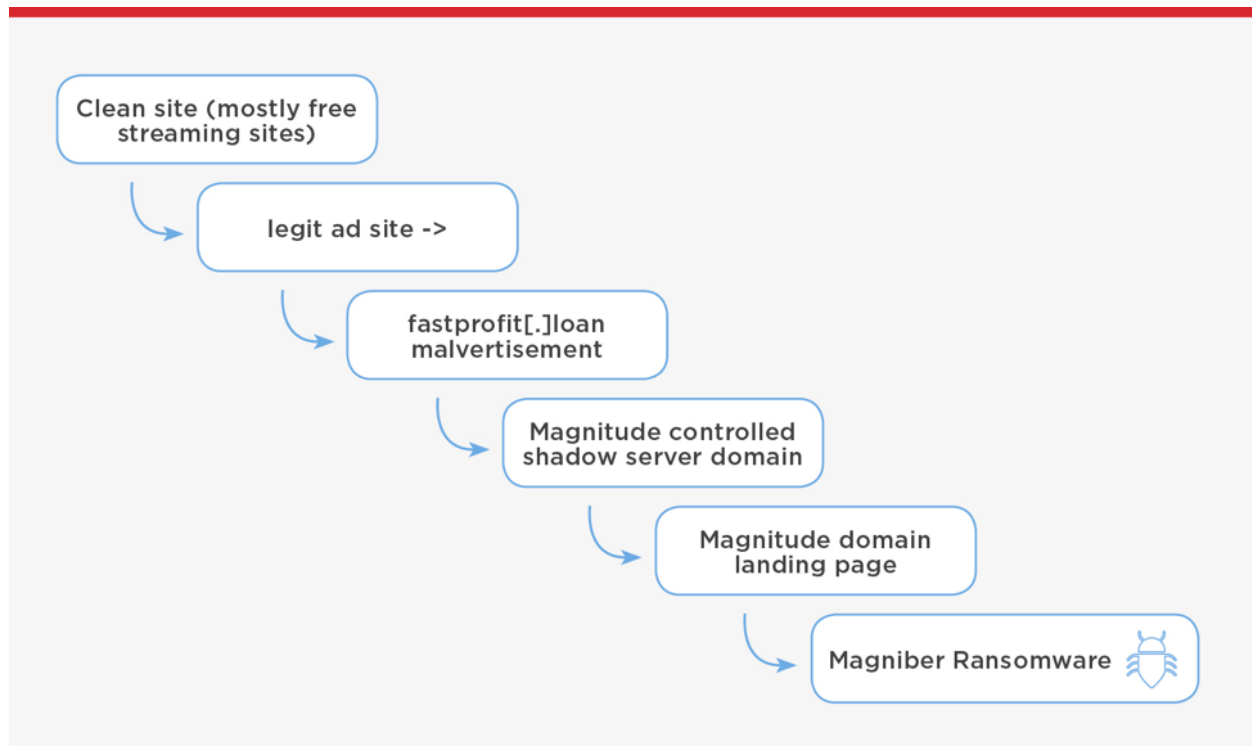 Clean site (mostly free
streaming sites)
legit ad site ->
fastprofit[.]loan
malvertisement
Magnitude controlled
shadow server domain
Magnitude domain
landing page
Magniber Ransomware